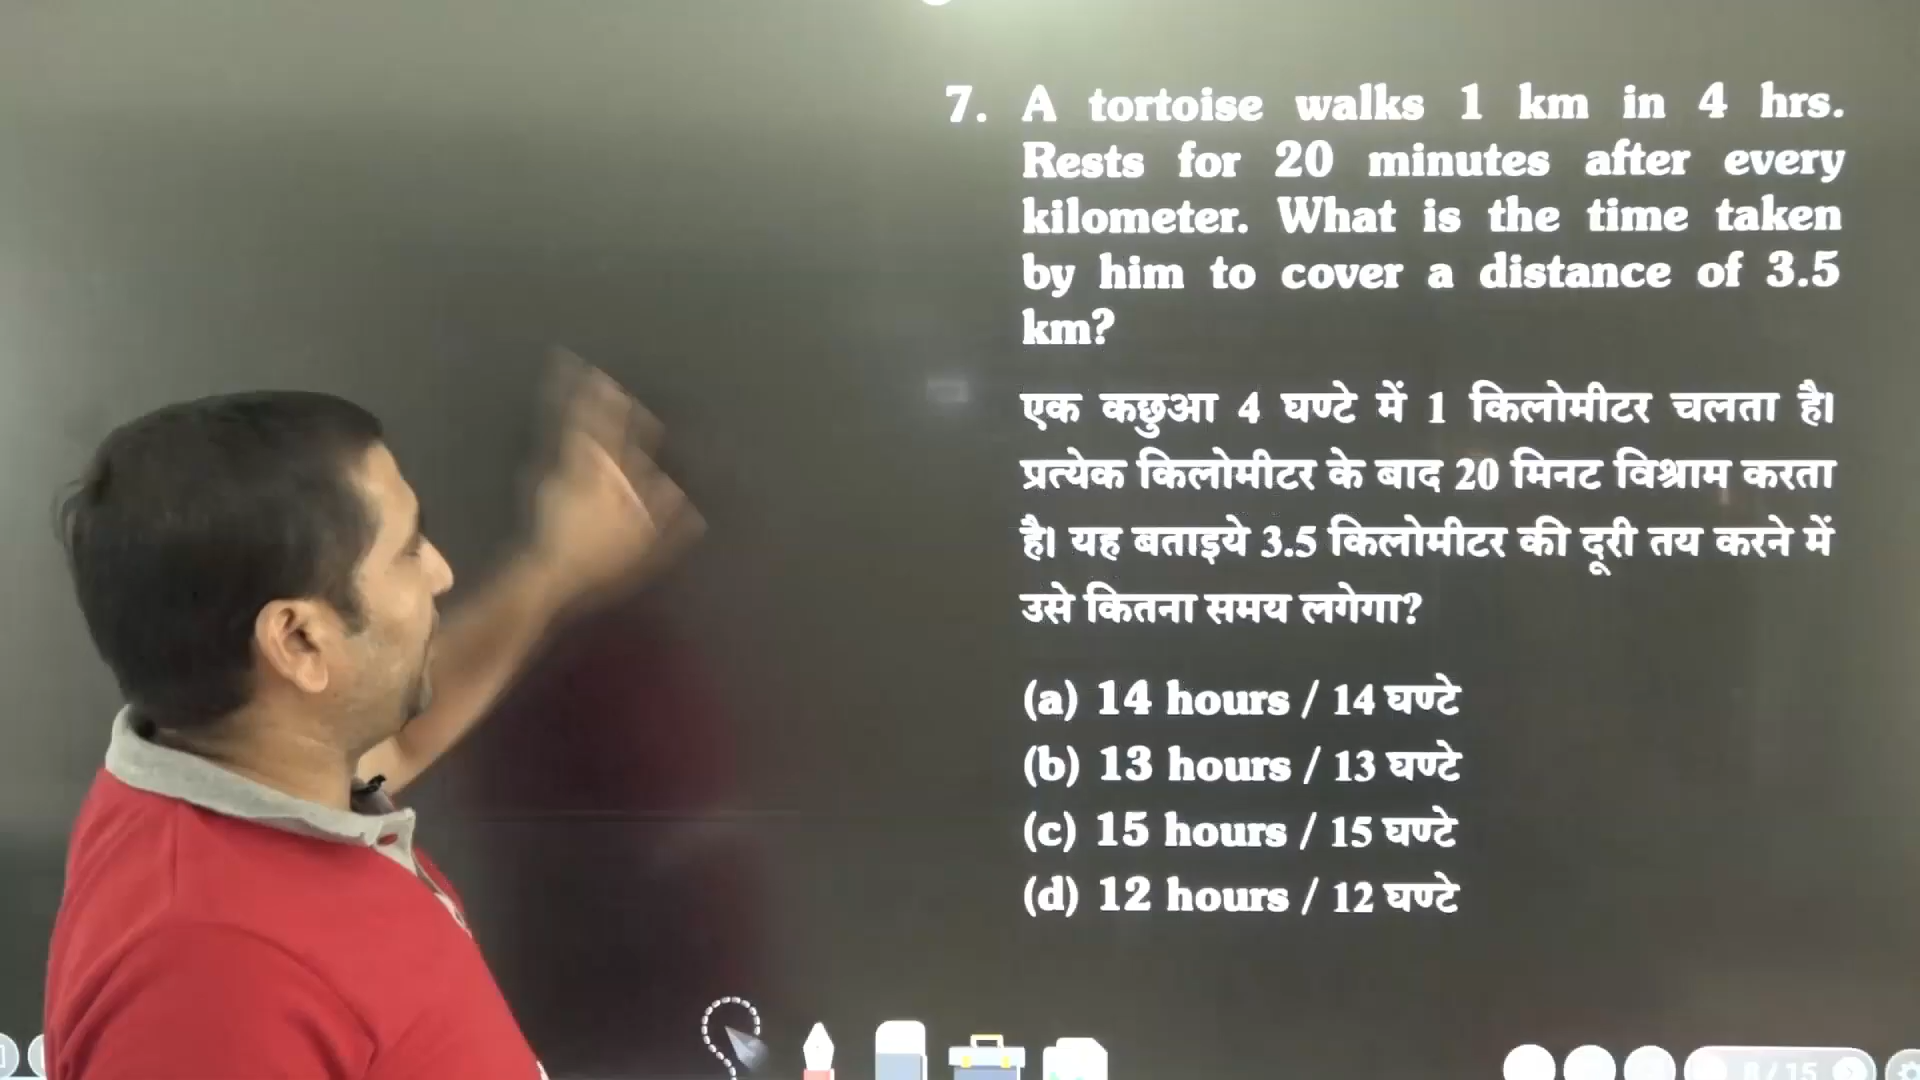 7. A tortoise walks 1 km in 4 hrs.
Rests for 20 minutes after every
kilometer. What is the time taken
by him to cover a distance of 3.5
km?
एक कछुआ 4 घण्टे में 1 किलोमीटर चलता है।
प्रत्येक किलोमीटर के बाद 20 मिनट विश्राम करता
है। यह बताइये 3.5 किलोमीटर की दूरी तय करने में
उसे कितना समय लगेगा?
(a) 14 hours / 14 घण्टे
(b) 13 hours / 13 घण्टे
(c) 15 hours / 15 घण्टे
(d) 12 hours / 12 घण्टे
8/15